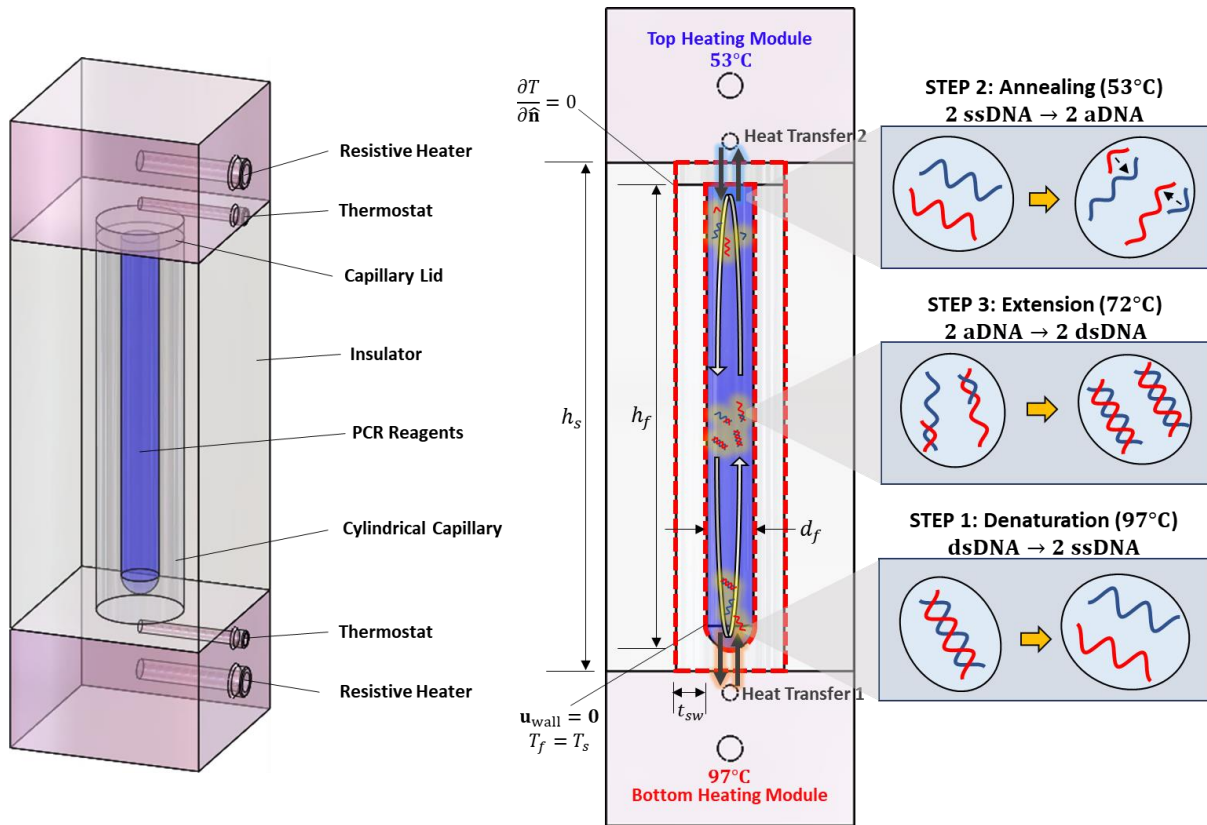 Resistive Heater
Thermostat
Capillary Lid
Insulator
PCR Reagents
Cylindrical Capillary
Thermostat
Resistive Heater
Top Heating Module
53°C
∂T/∂n̂ = 0
Heat Transfer 2
h_s
h_f
d_f
t_sw
u_wall = 0
T_f = T_s
Heat Transfer 1
97°C
Bottom Heating Module
STEP 2: Annealing (53°C)
2 ssDNA → 2 aDNA
STEP 3: Extension (72°C)
2 aDNA → 2 dsDNA
STEP 1: Denaturation (97°C)
dsDNA → 2 ssDNA